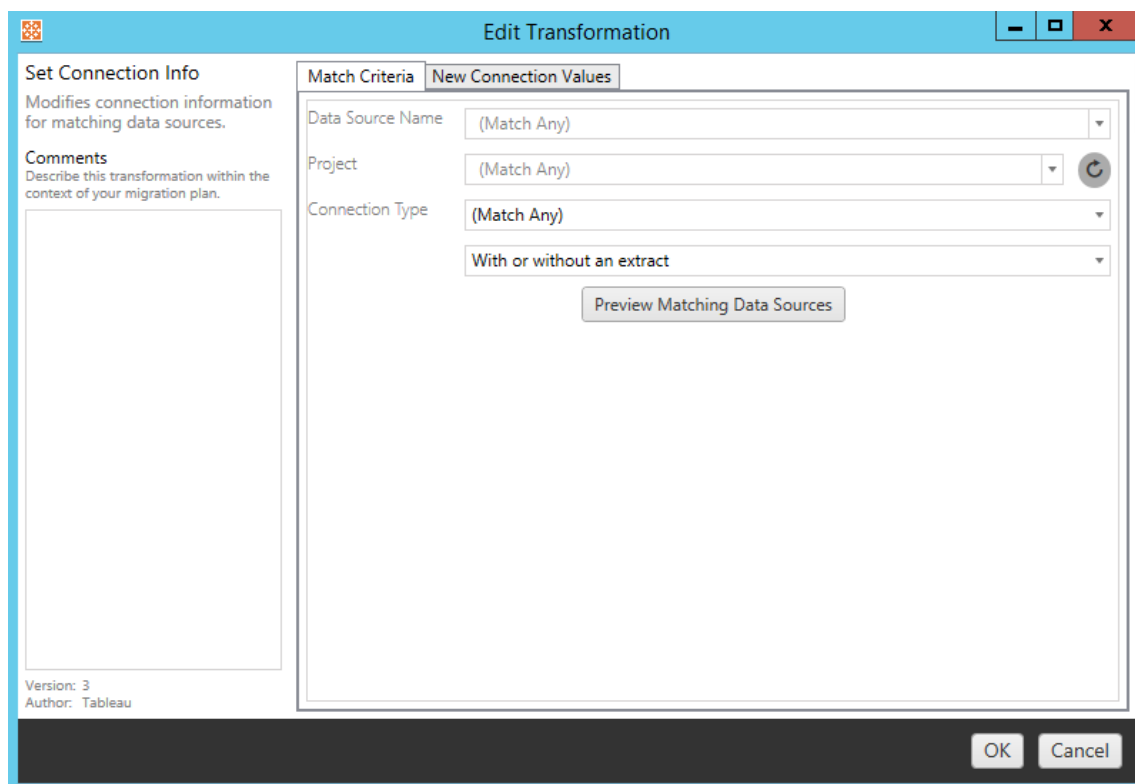 Edit Transformation
Set Connection Info
Modifies connection information
for matching data sources.
Comments
Describe this transformation within the
context of your migration plan.
Version: 3
Author: Tableau
Match Criteria
New Connection Values
Data Source Name
(Match Any)
Project
(Match Any)
Connection Type
(Match Any)
With or without an extract
Preview Matching Data Sources
OK
Cancel